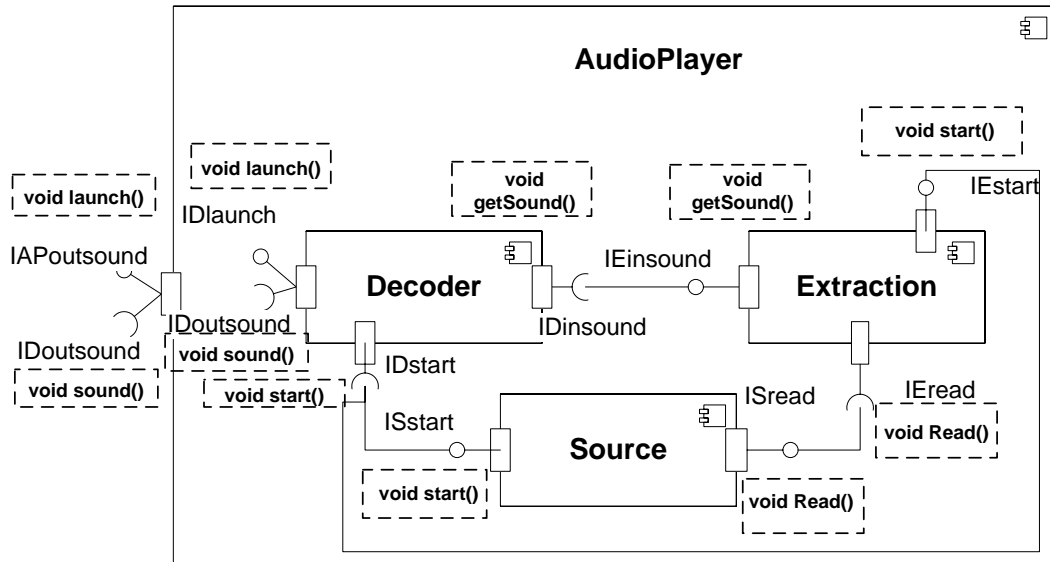 AudioPlayer
void start()
void launch()
void launch()
void
getSound()
void
getSound()
IEstart
IDlaunch
IAPoutsound
IEinsound
Decoder
Extraction
IDoutsound
IDinsound
IDoutsound
void sound()
IDstart
void sound()
void start()
ISread
IEread
ISstart
void Read()
Source
void start()
void Read()